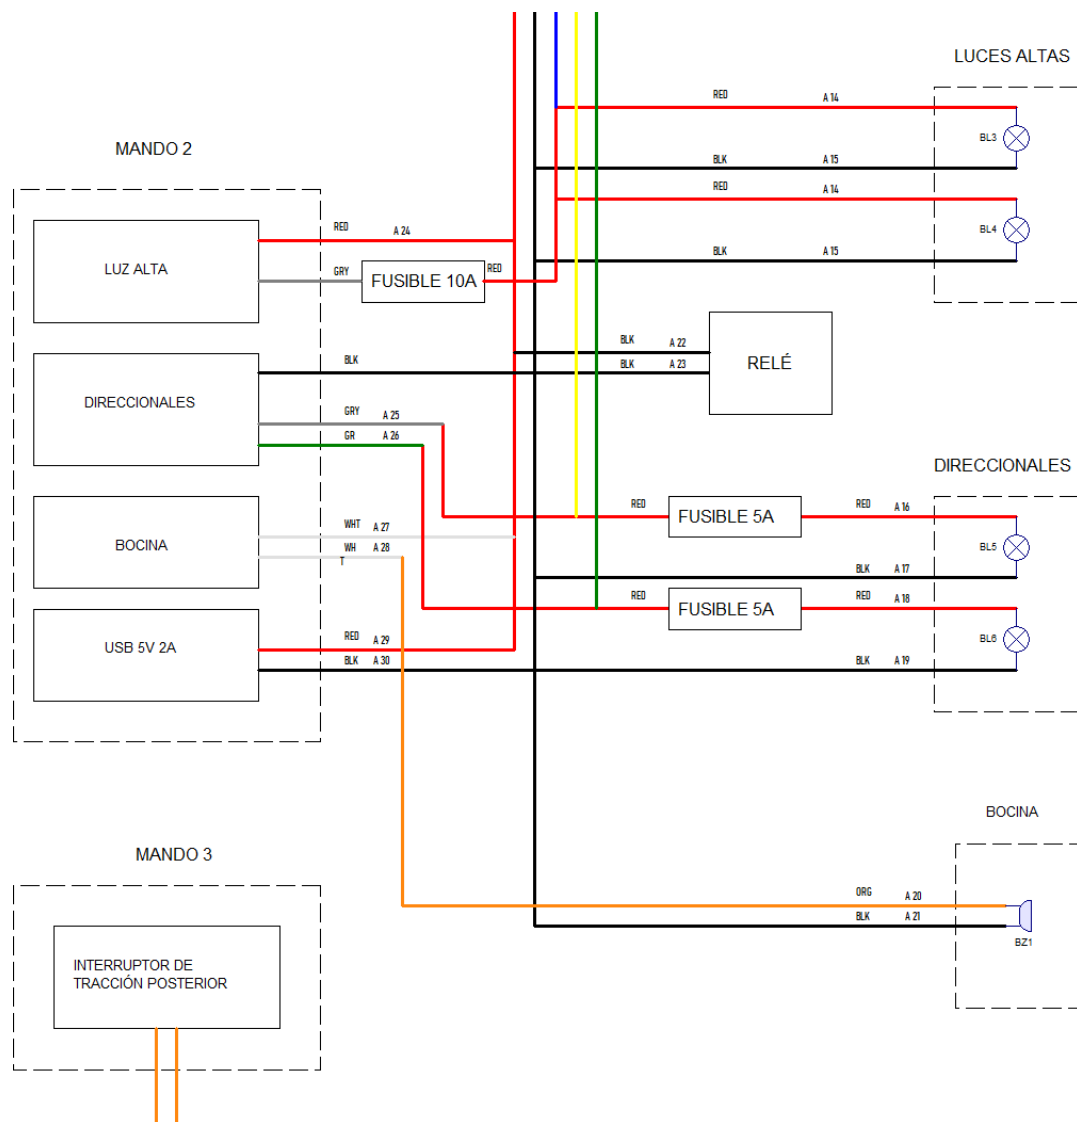 LUCES ALTAS
RED
A 14
BL3
MANDO 2
BLK
A 15
RED
A 14
RED
A 24
BL4
LUZ ALTA
BLK
A 15
GRY
FUSIBLE 10A
RED
BLK
A 22
BLK
BLK
A 23
RELÉ
DIRECCIONALES
GRY
A 25
GR
A 26
DIRECCIONALES
RED
FUSIBLE 5A
RED
A 16
WHT
A 27
BOCINA
WH
T
A 28
BL5
BLK
A 17
RED
FUSIBLE 5A
RED
A 18
RED
A 29
BL6
USB 5V 2A
BLK
A 30
BLK
A 19
BOCINA
MANDO 3
ORG
A 20
BLK
A 21
BZ1
INTERRUPTOR DE
TRACCIÓN POSTERIOR